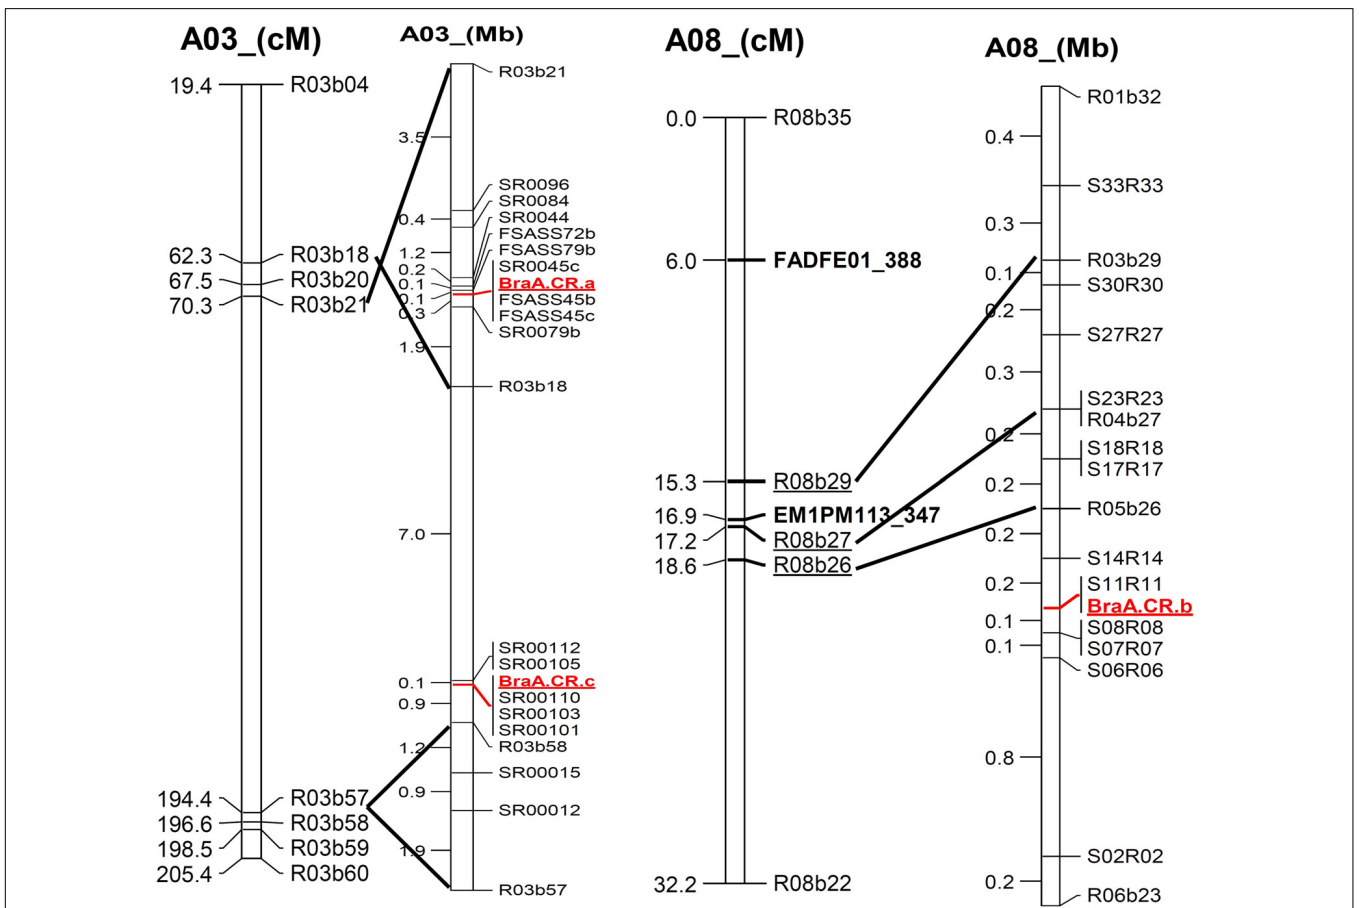 A03_(cM)
19.4 R03b04
62.3 R03b18
67.5 R03b20
70.3 R03b21
194.4 R03b57
196.6 R03b58
198.5 R03b59
205.4 R03b60
A03_(Mb)
R03b21
3.5
SR0096
0.4
SR0084
1.2
SR0044
0.2
FSASS72b
0.1
FSASS79b
0.1
SR0045c
BraA.CR.a
FSASS45b
FSASS45c
0.3
SR0079b
1.9
R03b18
7.0
SR00112
SR00105
0.1
BraA.CR.c
SR00110
SR00103
SR00101
0.9
R03b58
1.2
SR00015
0.9
SR00012
1.9
R03b57
A08_(cM)
0.0 R08b35
6.0 FADFE01_388
15.3 R08b29
16.9 EM1PM113_347
17.2 R08b27
18.6 R08b26
32.2 R08b22
A08_(Mb)
R01b32
0.4
S33R33
0.3
R03b29
0.1
S30R30
0.2
S27R27
0.3
S23R23
R04b27
0.2
S18R18
S17R17
0.2
R05b26
0.2
S14R14
0.2
S11R11
BraA.CR.b
0.1
S08R08
S07R07
0.1
S06R06
0.8
S02R02
0.2
R06b23